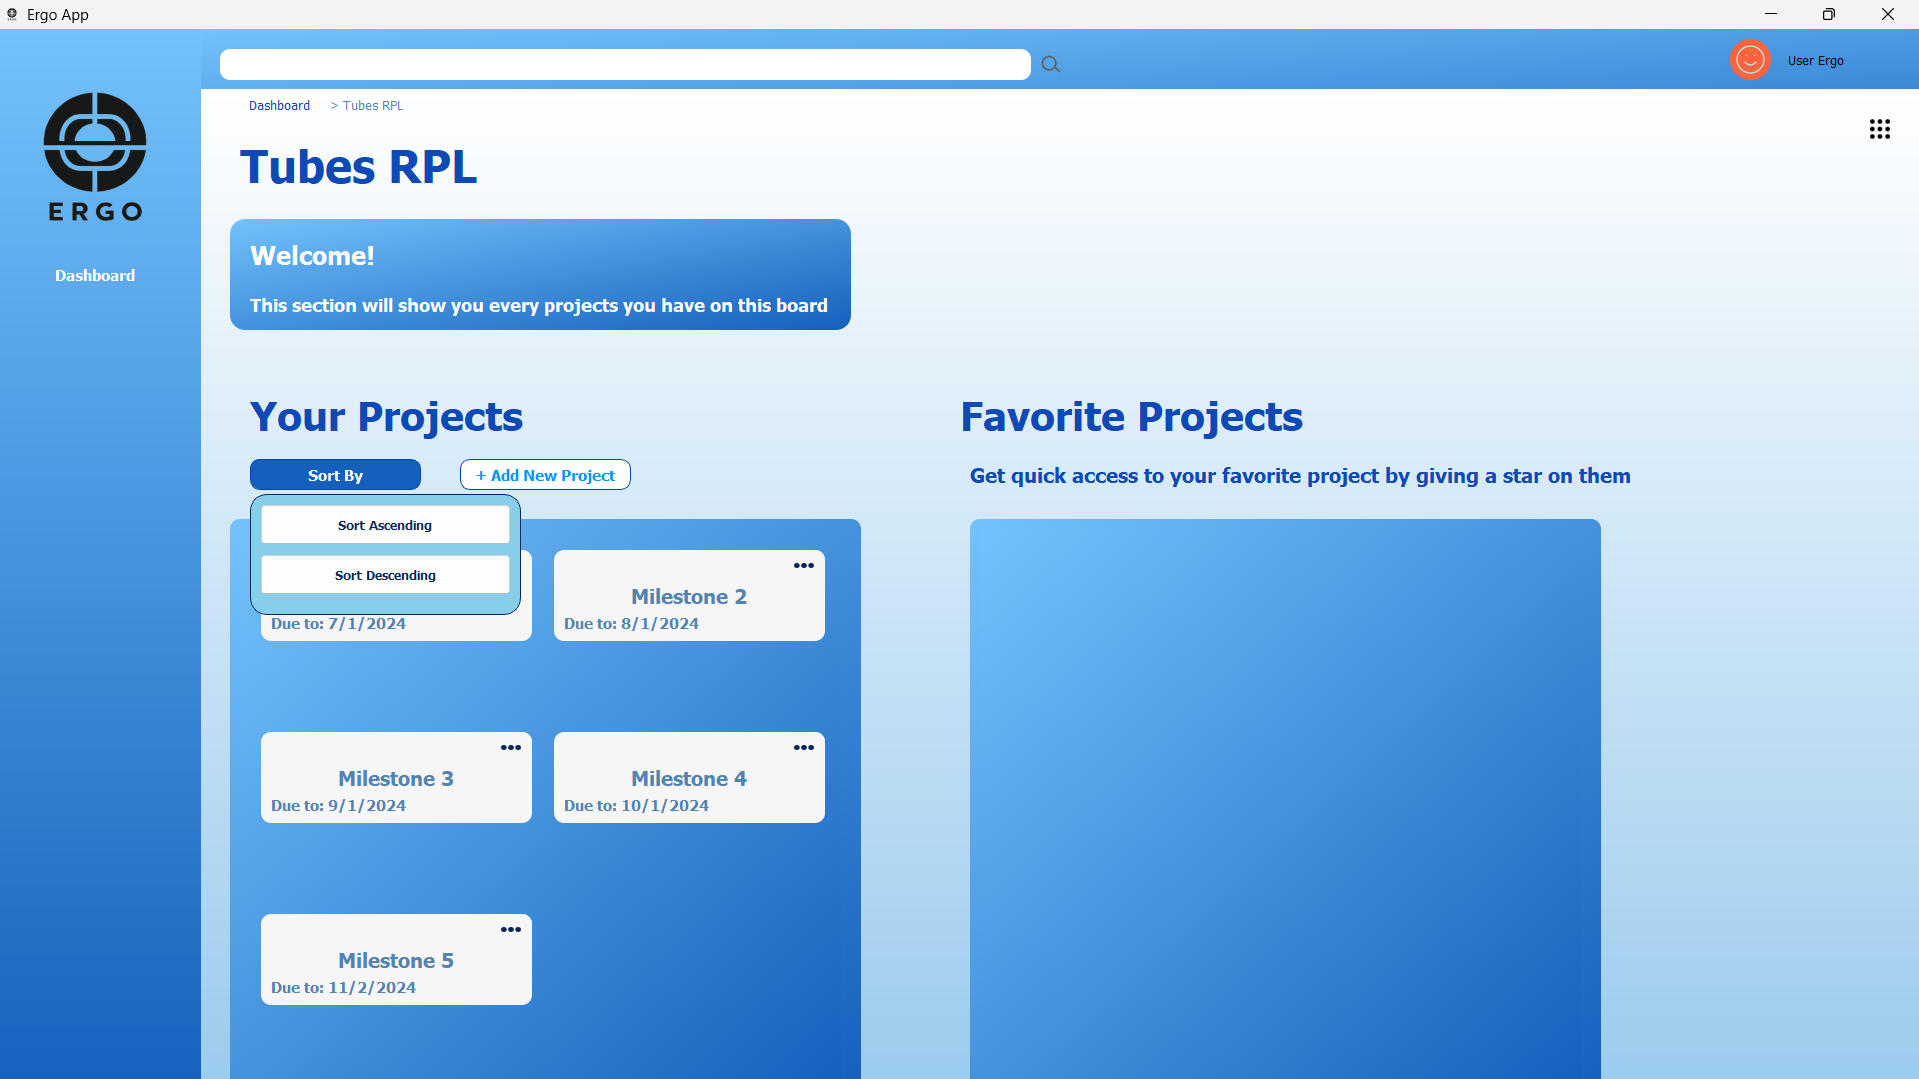 Ergo App
User Ergo
ERGO
Dashboard
Dashboard > Tubes RPL
Tubes RPL
Welcome!
This section will show you every projects you have on this board
Your Projects
Sort By
+ Add New Project
Sort Ascending
Sort Descending
Due to: 7/1/2024
Milestone 2
Due to: 8/1/2024
Milestone 3
Due to: 9/1/2024
Milestone 4
Due to: 10/1/2024
Milestone 5
Due to: 11/2/2024
Favorite Projects
Get quick access to your favorite project by giving a star on them